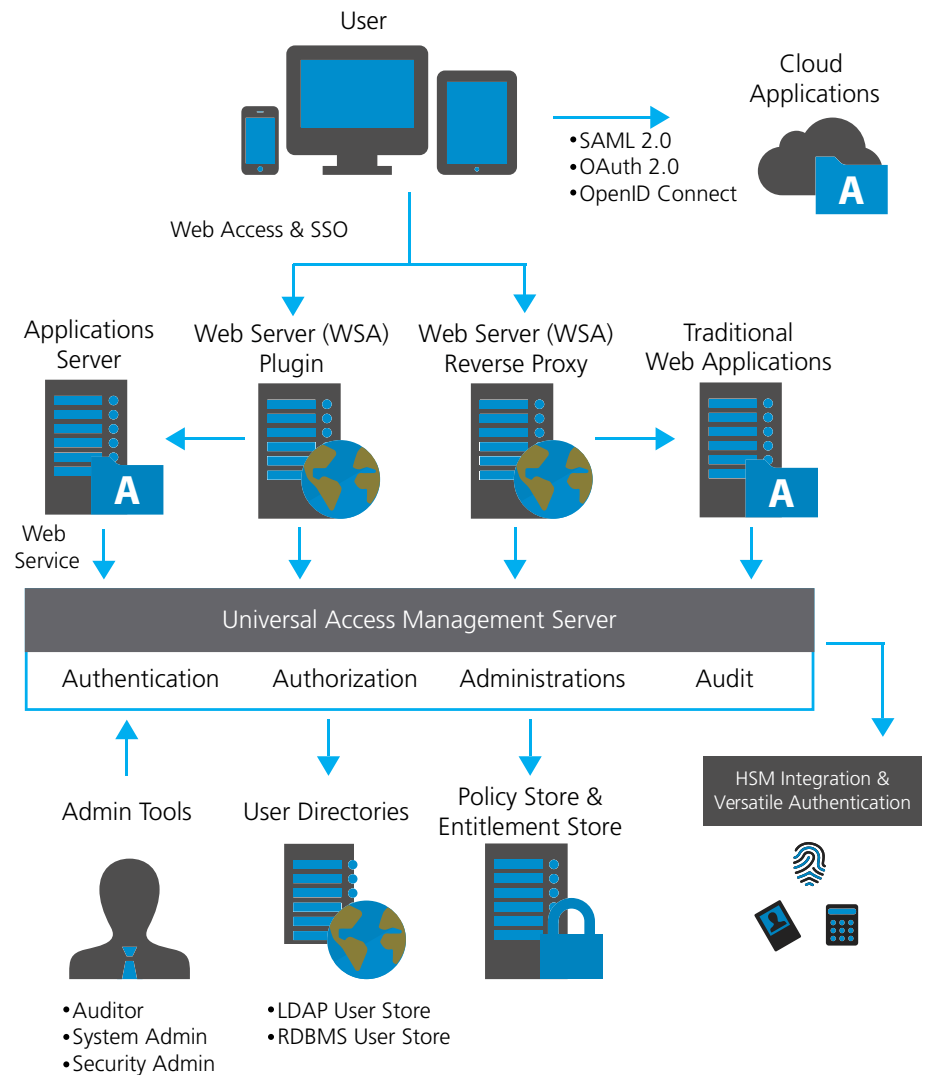 User
Cloud
Applications
•SAML 2.0
•OAuth 2.0
•OpenID Connect
A
Web Access & SSO
Applications
Server
Web Server (WSA)
Plugin
Web Server (WSA)
Reverse Proxy
Traditional
Web Applications
A
A
Web
Service
Universal Access Management Server
Authentication
Authorization
Administrations
Audit
HSM Integration &
Versatile Authentication
Admin Tools
User Directories
Policy Store &
Entitlement Store
•Auditor
•System Admin
•Security Admin
•LDAP User Store
•RDBMS User Store